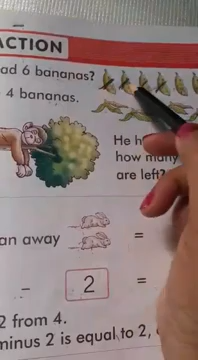 ACTION
ad 6 bananas?
4 bananas.
He h
how many
are left?
an away =
- 2 =
2 from 4.
minus 2 is equal to 2,